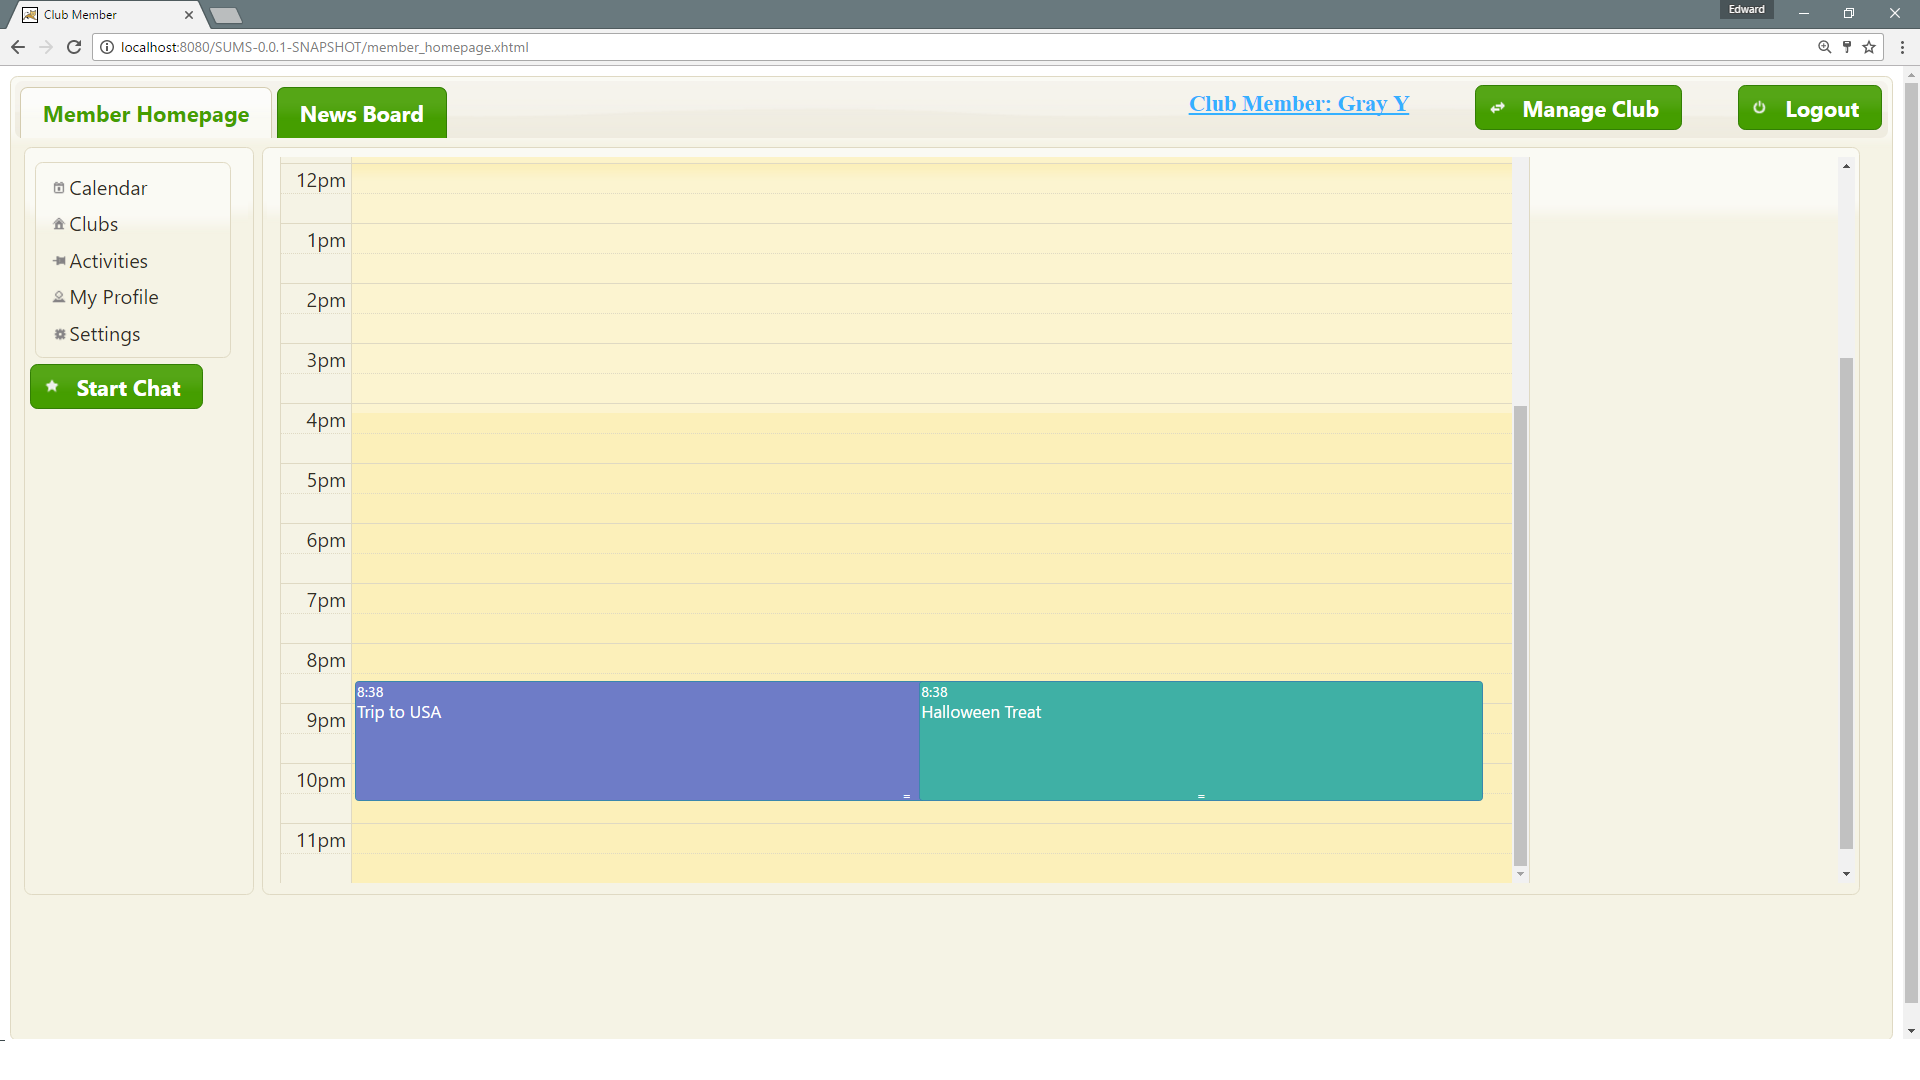 Club Member
Edward
localhost:8080/SUMS-0.0.1-SNAPSHOT/member_homepage.xhtml
Member Homepage
News Board
Club Member: Gray Y
Manage Club
Logout
Calendar
Clubs
Activities
My Profile
Settings
Start Chat
12pm
1pm
2pm
3pm
4pm
5pm
6pm
7pm
8pm
9pm
10pm
11pm
8:38
Trip to USA
8:38
Halloween Treat